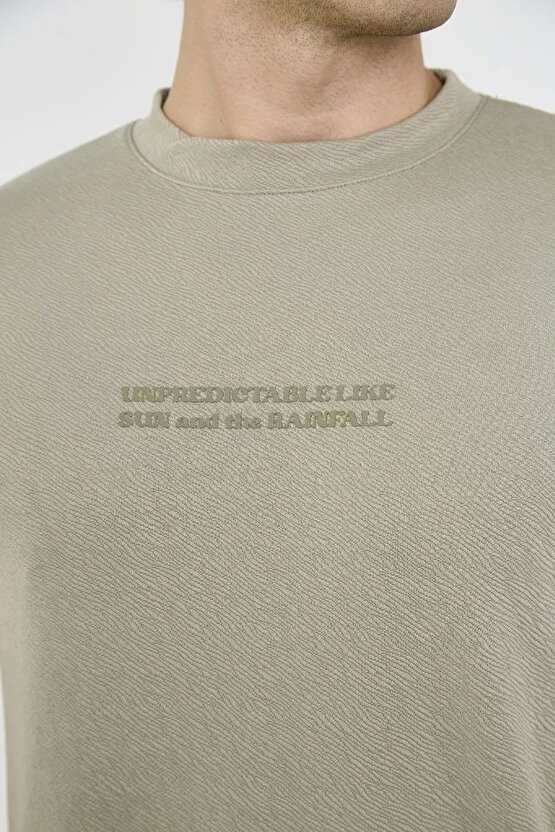 UNPREDICTABLE LIKE
SUN and the RAINFALL